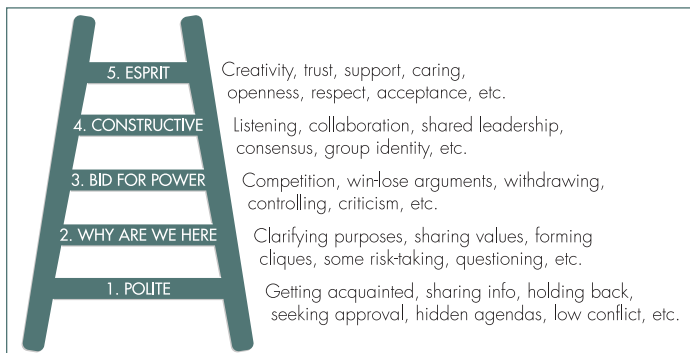 5. ESPRIT
Creativity, trust, support, caring,
openness, respect, acceptance, etc.
4. CONSTRUCTIVE
Listening, collaboration, shared leadership,
consensus, group identity, etc.
3. BID FOR POWER
Competition, win-lose arguments, withdrawing,
controlling, criticism, etc.
2. WHY ARE WE HERE
Clarifying purposes, sharing values, forming
cliques, some risk-taking, questioning, etc.
1. POLITE
Getting acquainted, sharing info, holding back,
seeking approval, hidden agendas, low conflict, etc.